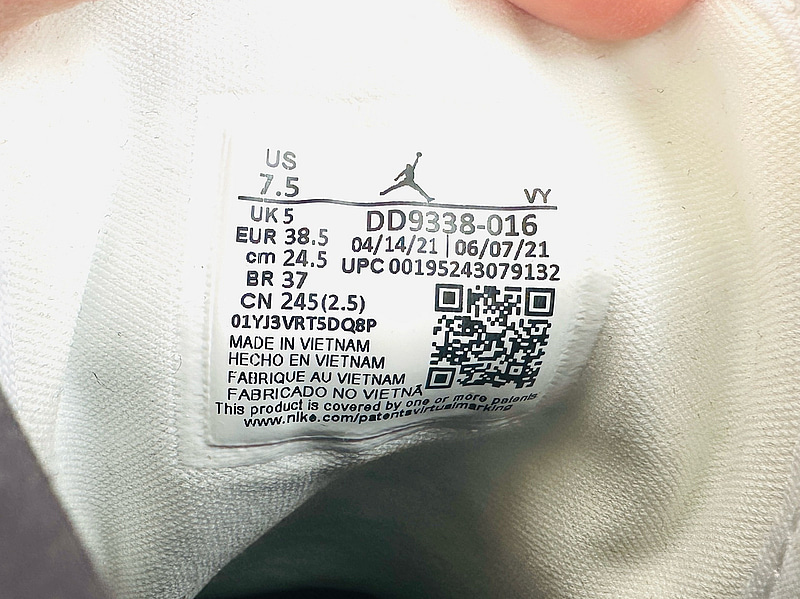 US
7.5
VY
UK 5
DD9338-016
EUR 38.5
04/14/21 | 06/07/21
cm 24.5
UPC 00195243079132
BR 37
CN 245(2.5)
01YJ3VRT5DQ8P
MADE IN VIETNAM
HECHO EN VIETNAM
FABRIQUE AU VIETNAM
FABRICADO NO VIETNÃ
This product is covered by one or more patents
www.nike.com/patentsvirtualmarking